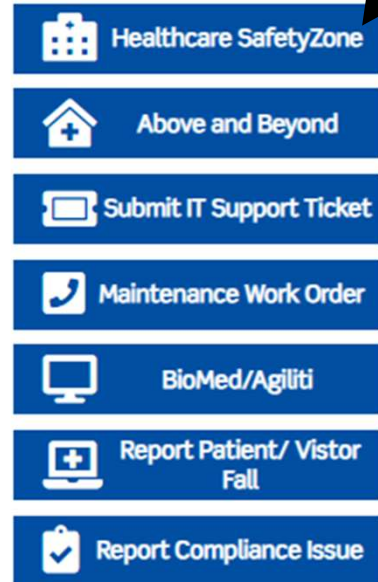 Healthcare SafetyZone
Above and Beyond
Submit IT Support Ticket
Maintenance Work Order
BioMed/Agiliti
Report Patient/ Vistor
Fall
Report Compliance Issue